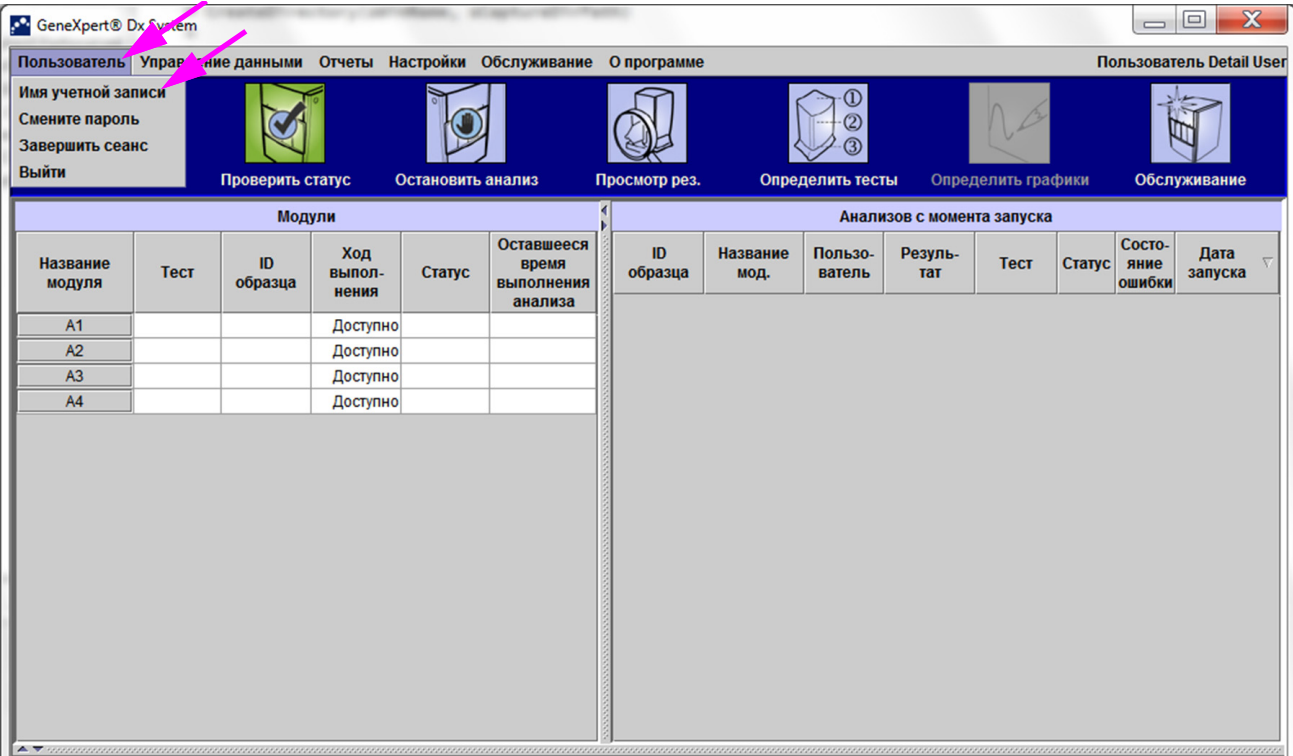 GeneXpert® Dx System
Пользователь Управление данными Отчеты Настройки Обслуживание О программе Пользователь Detail User
Имя учетной записи
Смените пароль
Завершить сеанс
Выйти
Проверить статус Остановить анализ Просмотр рез. Определить тесты Определить графики Обслуживание
1
2
3
Модули
Название
модуля
Тест
ID
образца
Ход
выпол-
нения
Статус
Оставшееся
время
выполнения
анализа
A1 Доступно
A2 Доступно
A3 Доступно
A4 Доступно
Анализов с момента запуска
ID
образца
Название
мод.
Пользо-
ватель
Резуль-
тат
Тест
Статус
Состо-
яние
ошибки
Дата
запуска